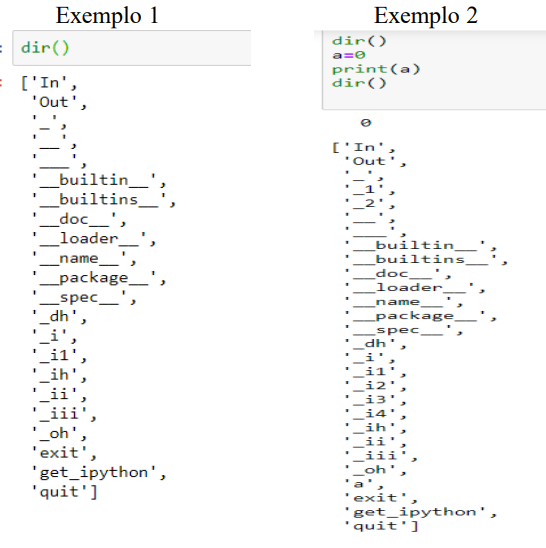 Exemplo 1
: dir()
: ['In',
'Out',
'_',
'__',
'___',
'__builtin__',
'__builtins__',
'__doc__',
'__loader__',
'__name__',
'__package__',
'__spec__',
'_dh',
'_i',
'_i1',
'_ih',
'_ii',
'_iii',
'_oh',
'exit',
'get_ipython',
'quit']
Exemplo 2
dir()
a=0
print(a)
dir()
0
['In',
'Out',
'_',
'_1',
'_2',
'__',
'___',
'__builtin__',
'__builtins__',
'__doc__',
'__loader__',
'__name__',
'__package__',
'__spec__',
'_dh',
'_i',
'_i1',
'_i2',
'_i3',
'_i4',
'_ih',
'_ii',
'_iii',
'_oh',
'a',
'exit',
'get_ipython',
'quit']